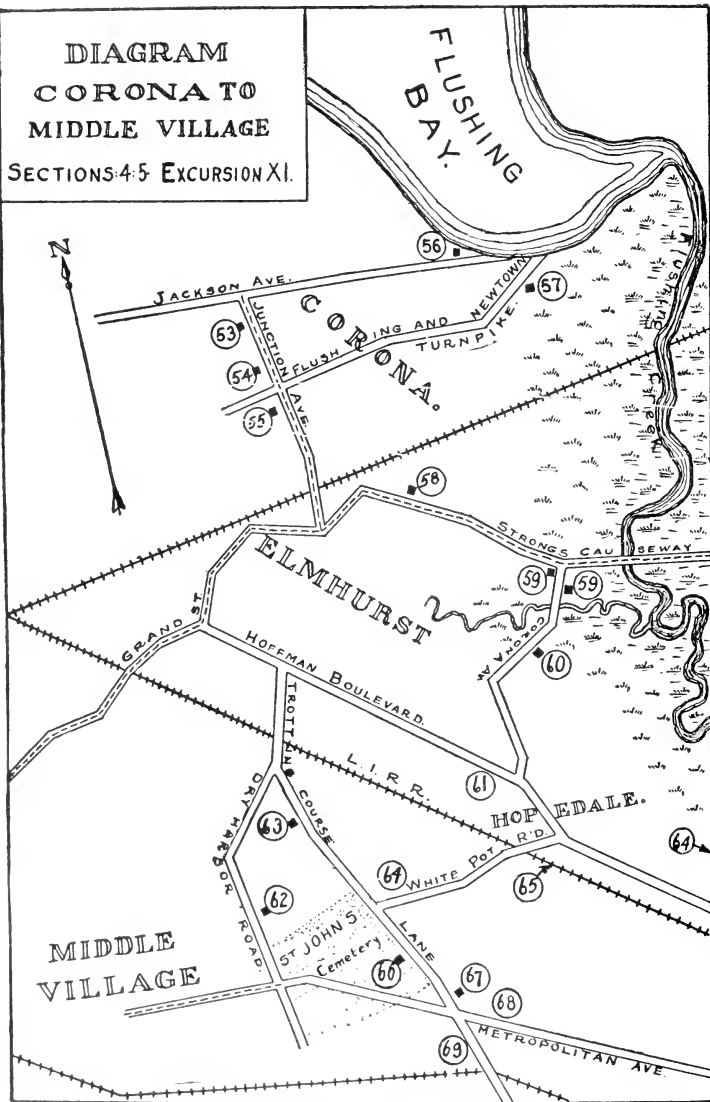 DIAGRAM
CORONA TO
MIDDLE VILLAGE
SECTIONS:4:5 EXCURSION XI.
FLUSHING
BAY.
N
56
JACKSON AVE.
57
53
CORONA.
JUNCTION AVE.
FLUSHING AND NEWTOWN
TURNPIKE.
54
55
Flushing Creek
58
STRONGS CAUSEWAY
ELMHURST
59
59
GRAND ST.
CORONA AV.
60
HOFFMAN BOULEVARD.
TROTTING COURSE LANE
L.I.R.R.
61
HOPEDALE.
DRY HARBOR ROAD
63
64
64
WHITE POT R'D.
65
62
ST JOHNS
Cemetery
MIDDLE
VILLAGE
66
67
68
METROPOLITAN AVE.
69